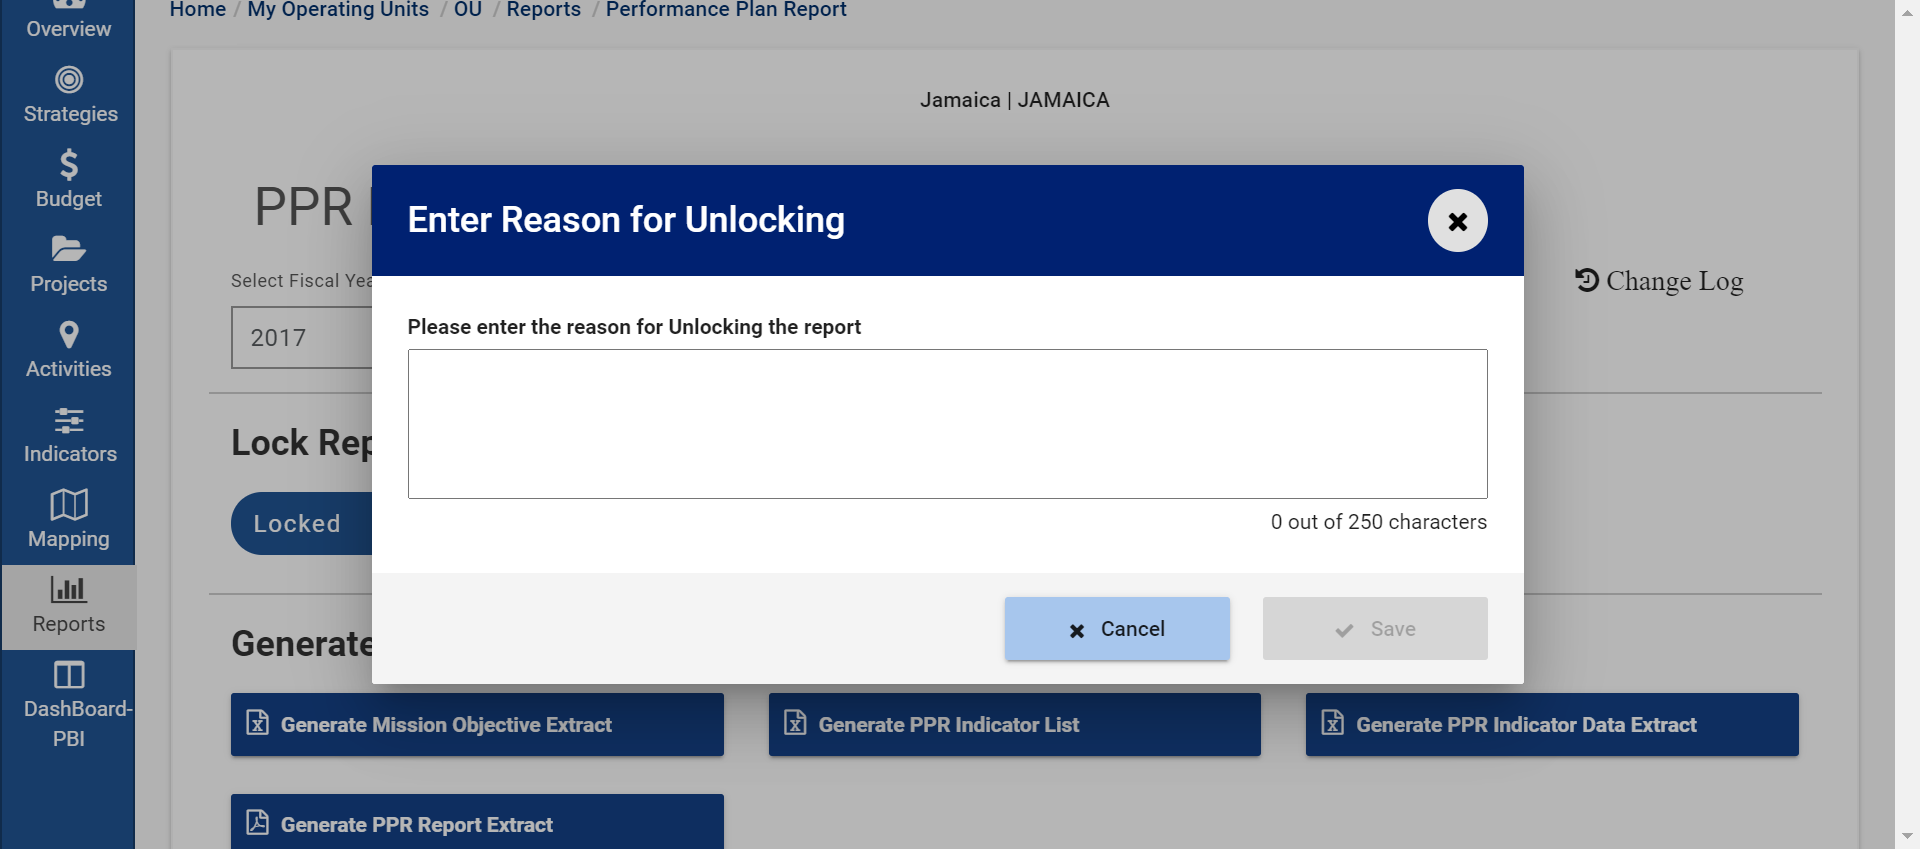 Home / My Operating Units / OU / Reports / Performance Plan Report
Overview
Strategies
Budget
Projects
Activities
Indicators
Mapping
Reports
DashBoard-
PBI
Jamaica | JAMAICA
PPR
Select Fiscal Yea
2017
Change Log
Lock Rep
Locked
Enter Reason for Unlocking
Please enter the reason for Unlocking the report
0 out of 250 characters
Cancel
Save
Generate
Generate Mission Objective Extract
Generate PPR Indicator List
Generate PPR Indicator Data Extract
Generate PPR Report Extract